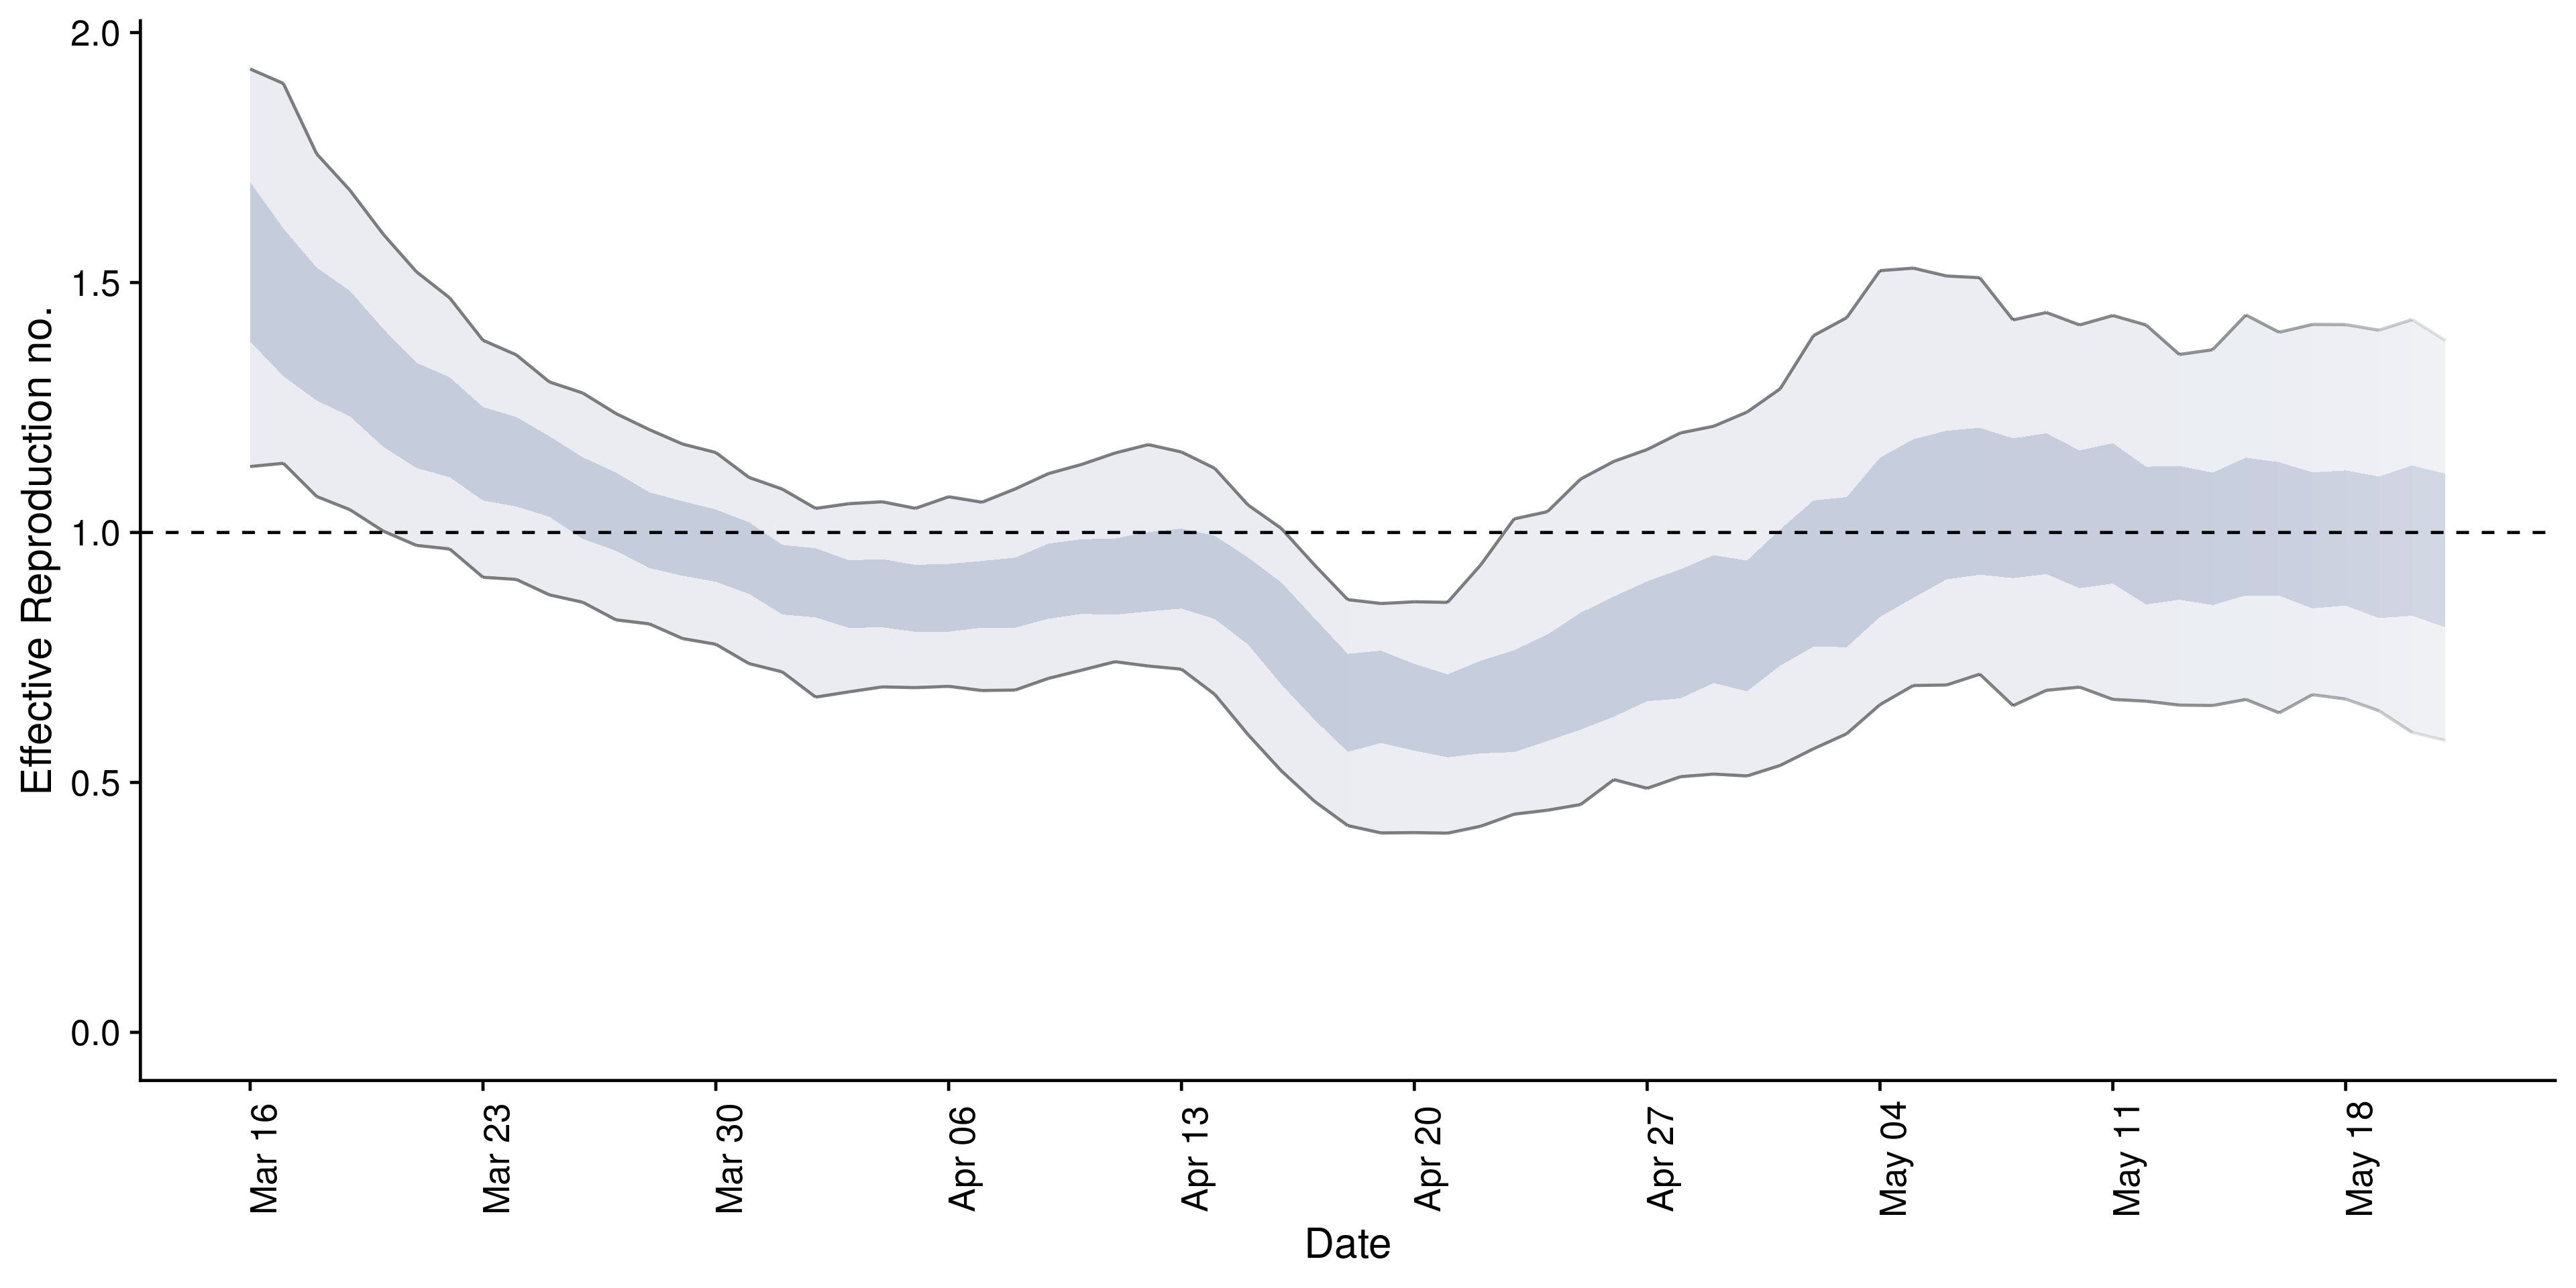 Effective Reproduction no.
2.0
1.5
1.0
0.5
0.0
Mar 16
Mar 23
Mar 30
Apr 06
Apr 13
Apr 20
Apr 27
May 04
May 11
May 18
Date